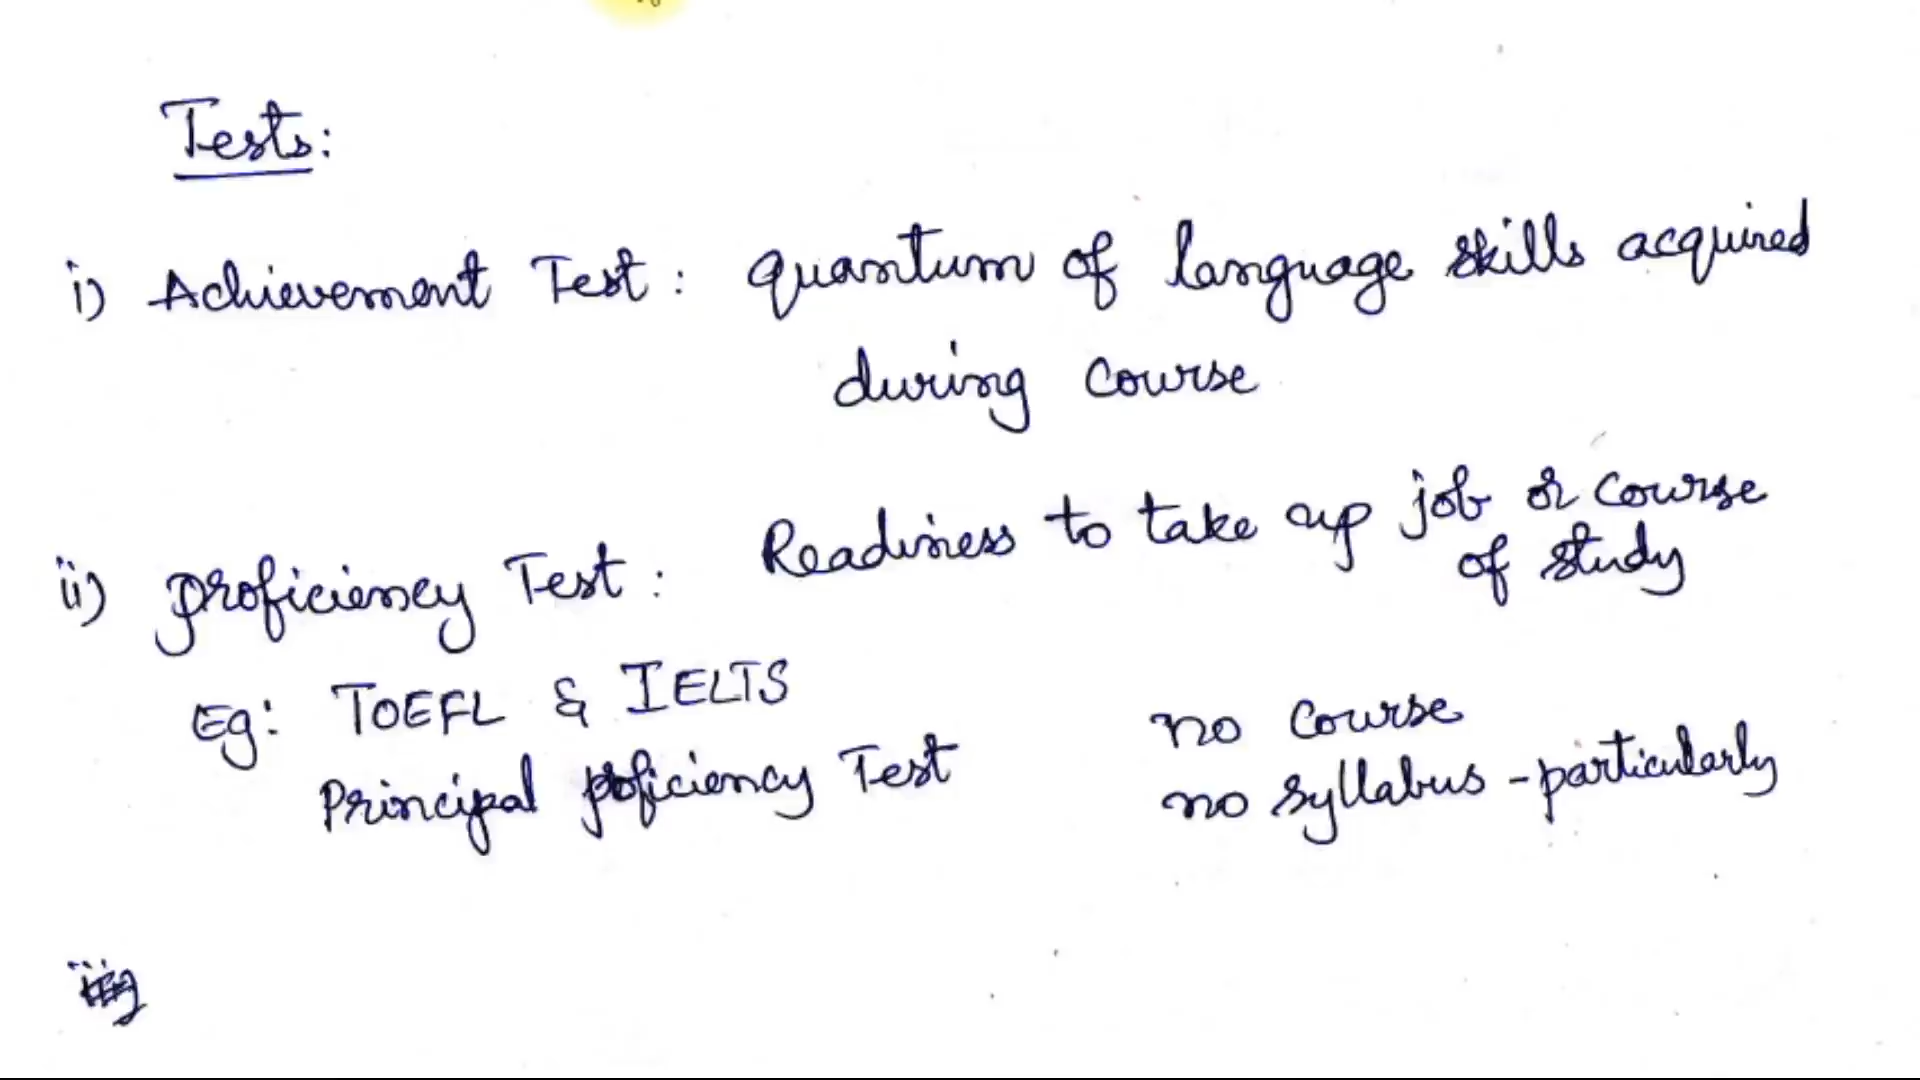 Tests:
i) Achievement Test: quantum of language skills acquired
during course
ii) proficiency Test: Readiness to take up job or course
of study
Eg: TOEFL & IELTS
Principal proficiency Test
no course
no syllabus - particularly